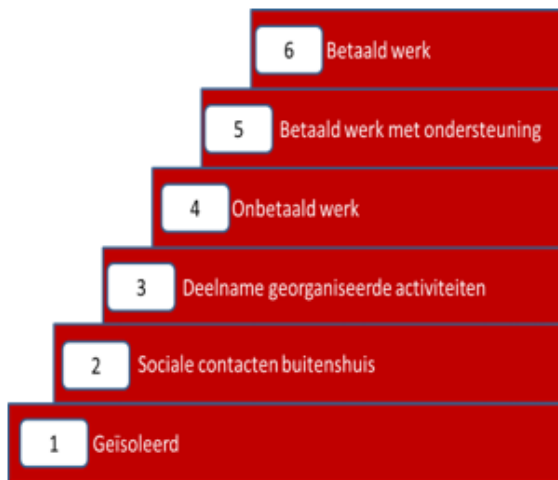 6 Betaald werk
5 Betaald werk met ondersteuning
4 Onbetaald werk
3 Deelname georganiseerde activiteiten
2 Sociale contacten buitenshuis
1 Geïsoleerd